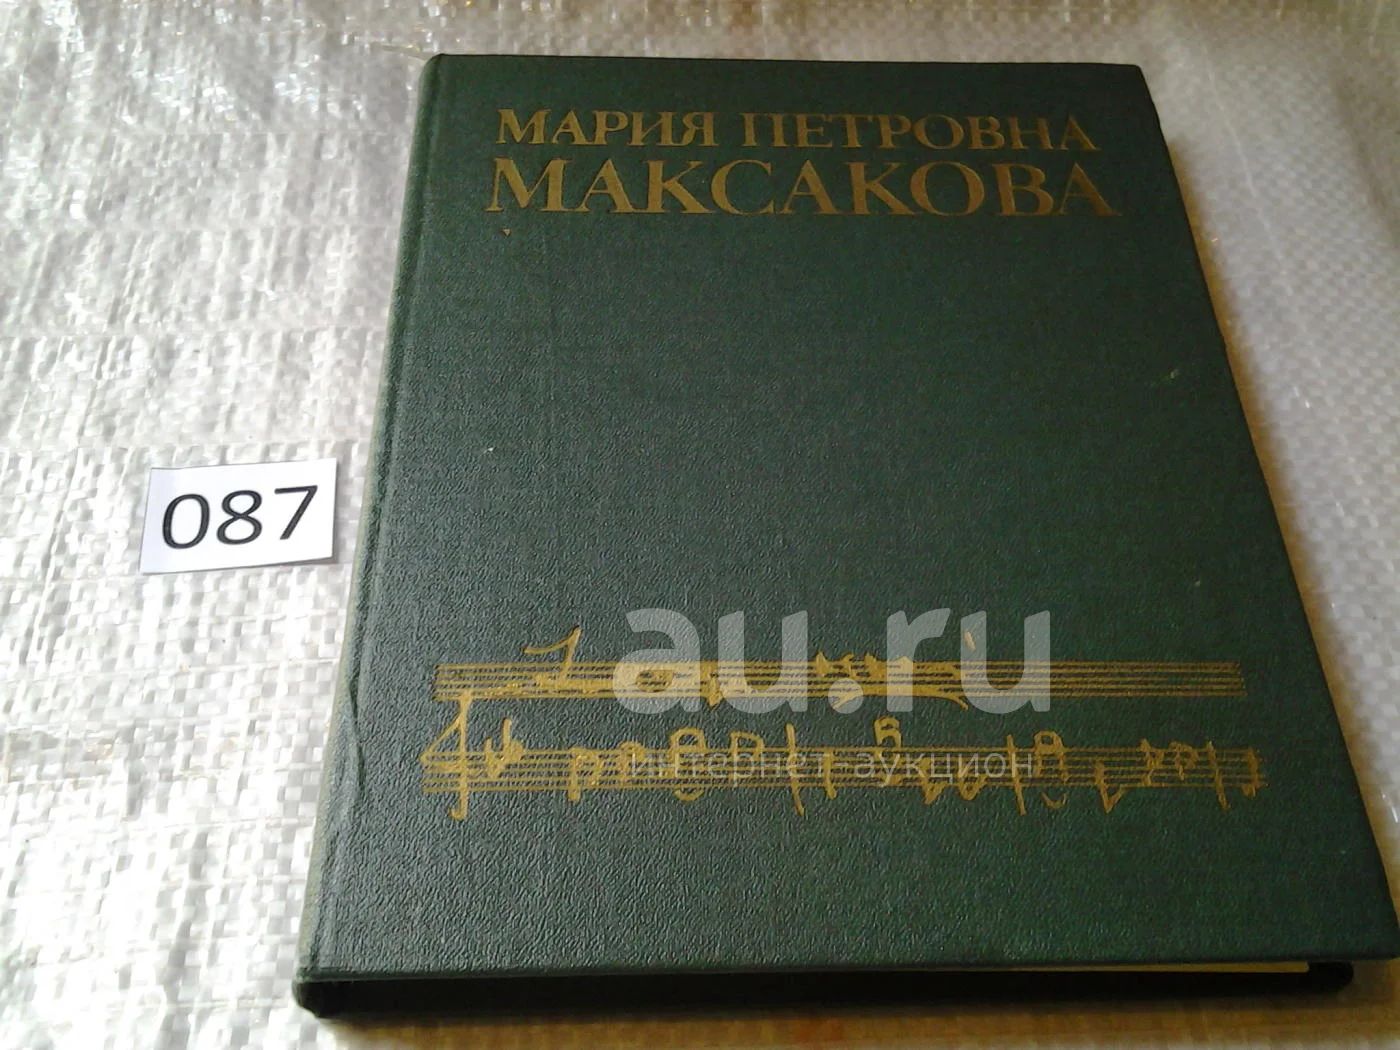 МАРИЯ ПЕТРОВНА
МАКСАКОВА
087
au.ru
интернет-аукцион